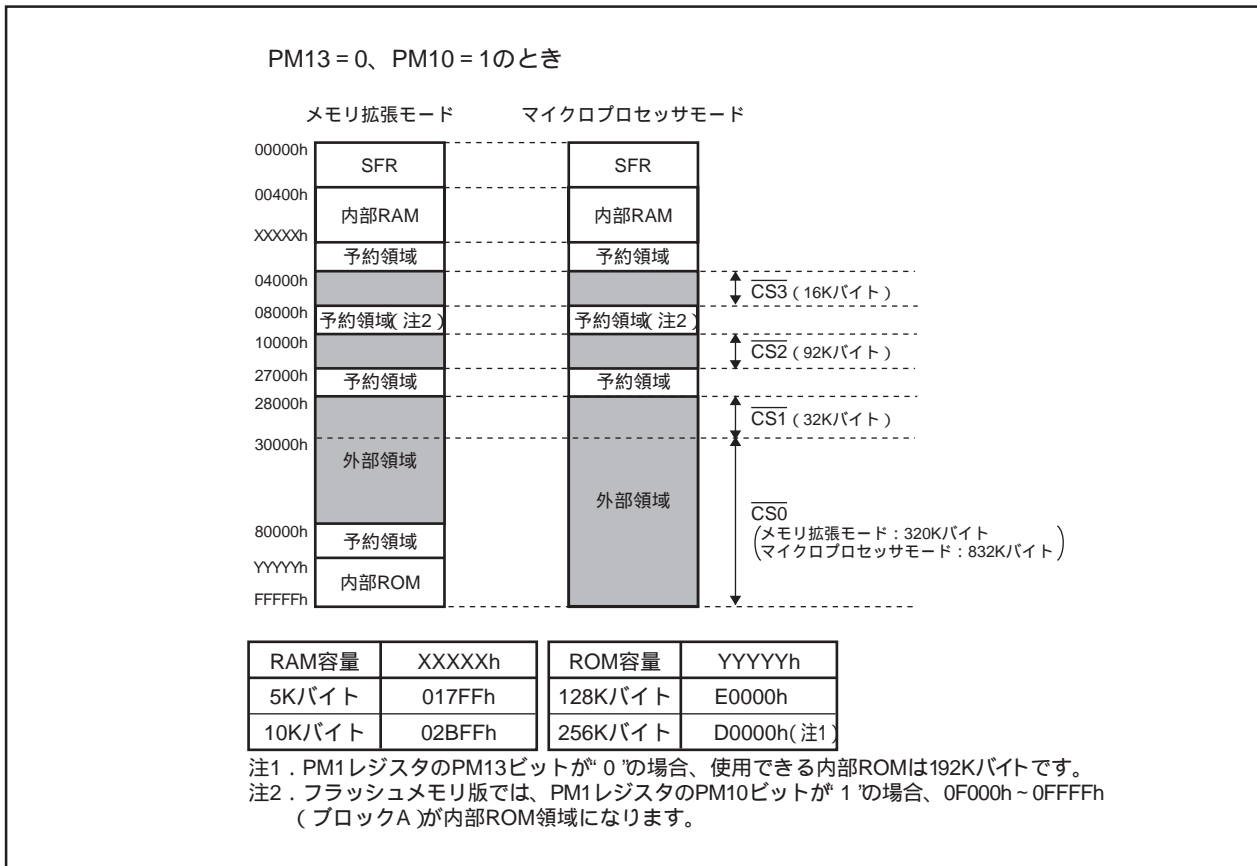 PM13 = 0、PM10 = 1のとき
メモリ拡張モード
マイクロプロセッサモード
00000h
SFR
SFR
00400h
内部RAM
内部RAM
XXXXXh
予約領域
予約領域
04000h
CS3（16Kバイト）
08000h
予約領域（注2）
予約領域（注2）
10000h
CS2（92Kバイト）
27000h
予約領域
予約領域
28000h
CS1（32Kバイト）
30000h
外部領域
外部領域
CS0
（メモリ拡張モード：320Kバイト
マイクロプロセッサモード：832Kバイト）
80000h
予約領域
YYYYYh
内部ROM
FFFFFh
RAM容量 XXXXXh ROM容量 YYYYYh
5Kバイト 017FFh 128Kバイト E0000h
10Kバイト 02BFFh 256Kバイト D0000h（注1）
注1．PM1レジスタのPM13ビットが“0”の場合、使用できる内部ROMは192Kバイトです。
注2．フラッシュメモリ版では、PM1レジスタのPM10ビットが“1”の場合、0F000h～0FFFFh
（ブロックA）が内部ROM領域になります。